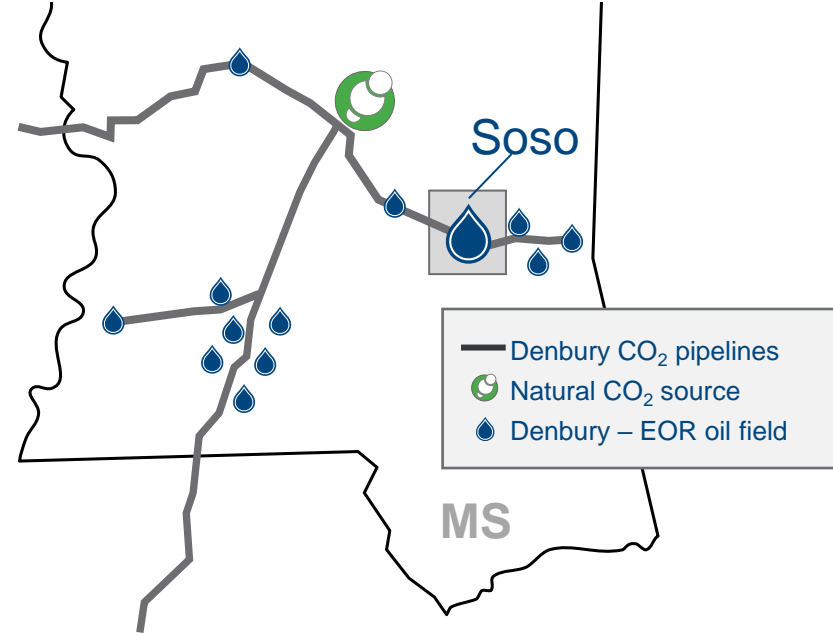 Soso
Denbury CO₂ pipelines
Natural CO₂ source
Denbury – EOR oil field
MS